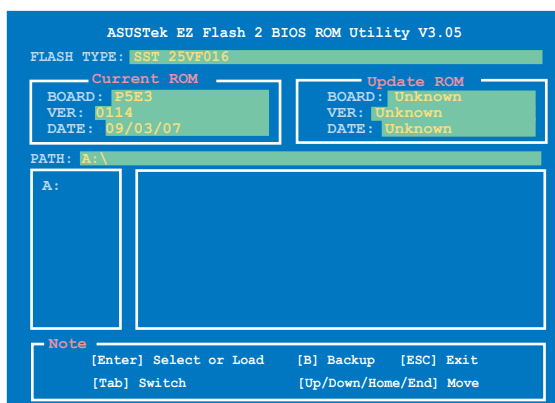 ASUSTek EZ Flash 2 BIOS ROM Utility V3.05
FLASH TYPE: SST 25VF016
Current ROM
BOARD: P5E3
VER: 0114
DATE: 09/03/07
Update ROM
BOARD: Unknown
VER: Unknown
DATE: Unknown
PATH: A:\
A:
Note
[Enter] Select or Load [B] Backup [ESC] Exit
[Tab] Switch [Up/Down/Home/End] Move